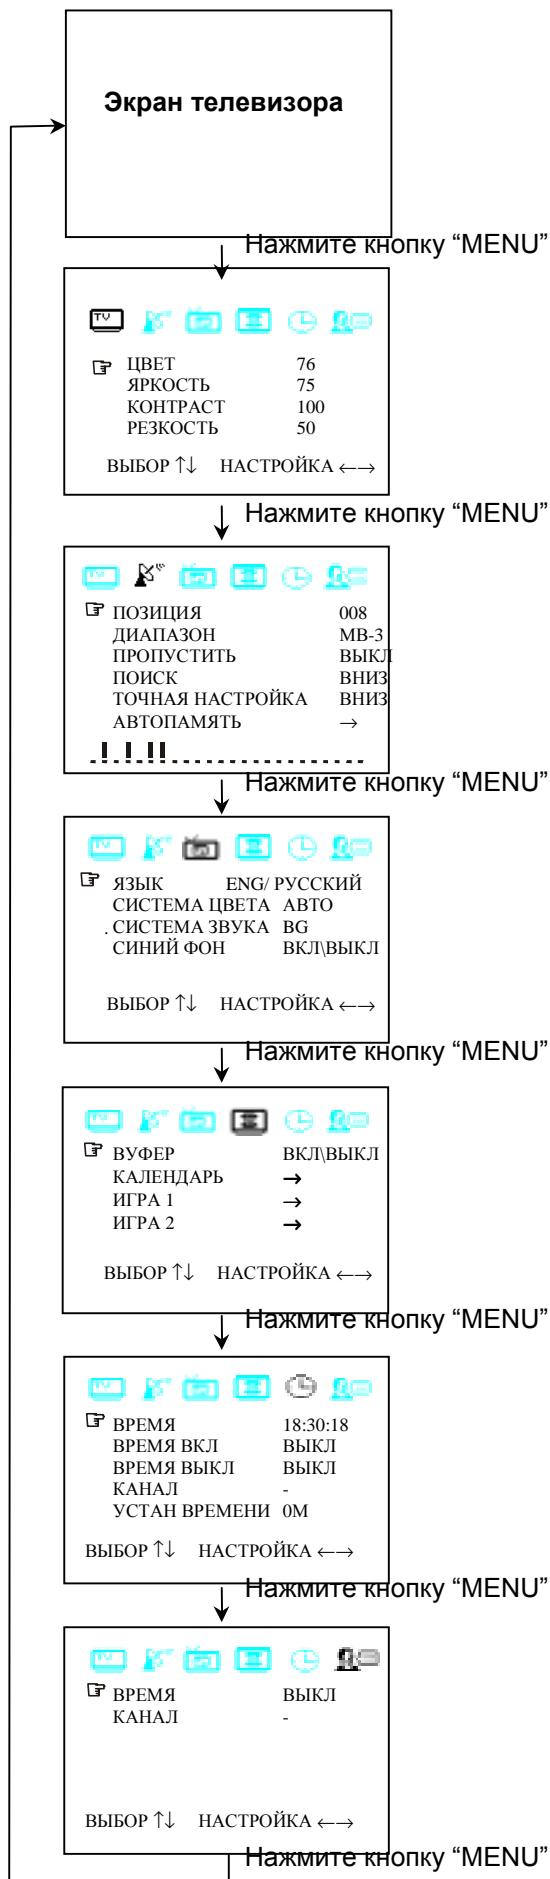 Экран телевизора
Нажмите кнопку “MENU”
TV
☞ ЦВЕТ 76
ЯРКОСТЬ 75
КОНТРАСТ 100
РЕЗКОСТЬ 50
ВЫБОР ↑↓ НАСТРОЙКА ←→
Нажмите кнопку “MENU”
☞ ПОЗИЦИЯ 008
ДИАПАЗОН МВ-3
ПРОПУСТИТЬ ВЫКЛ
ПОИСК ВНИЗ
ТОЧНАЯ НАСТРОЙКА ВНИЗ
АВТОПАМЯТЬ →
Нажмите кнопку “MENU”
☞ ЯЗЫК ENG/ РУССКИЙ
СИСТЕМА ЦВЕТА АВТО
. СИСТЕМА ЗВУКА BG
СИНИЙ ФОН ВКЛ\ВЫКЛ
ВЫБОР ↑↓ НАСТРОЙКА ←→
Нажмите кнопку “MENU”
☞ ВУФЕР ВКЛ\ВЫКЛ
КАЛЕНДАРЬ →
ИГРА 1 →
ИГРА 2 →
ВЫБОР ↑↓ НАСТРОЙКА ←→
Нажмите кнопку “MENU”
☞ ВРЕМЯ 18:30:18
ВРЕМЯ ВКЛ ВЫКЛ
ВРЕМЯ ВЫКЛ ВЫКЛ
КАНАЛ -
УСТАН ВРЕМЕНИ 0М
ВЫБОР ↑↓ НАСТРОЙКА ←→
Нажмите кнопку “MENU”
☞ ВРЕМЯ ВЫКЛ
КАНАЛ -
ВЫБОР ↑↓ НАСТРОЙКА ←→
Нажмите кнопку “MENU”